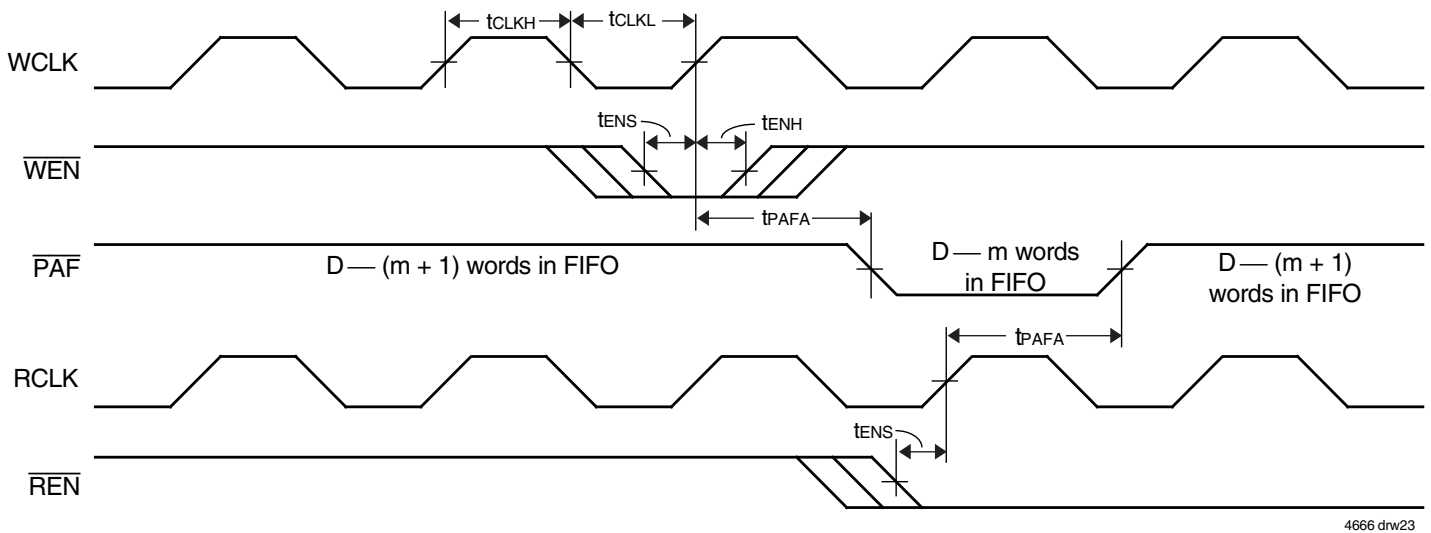 tCLKH
tCLKL
WCLK
tENS
tENH
WEN
tPAFA
PAF
D — (m + 1) words in FIFO
D — m words
in FIFO
D — (m + 1)
words in FIFO
tPAFA
RCLK
tENS
REN
4666 drw23